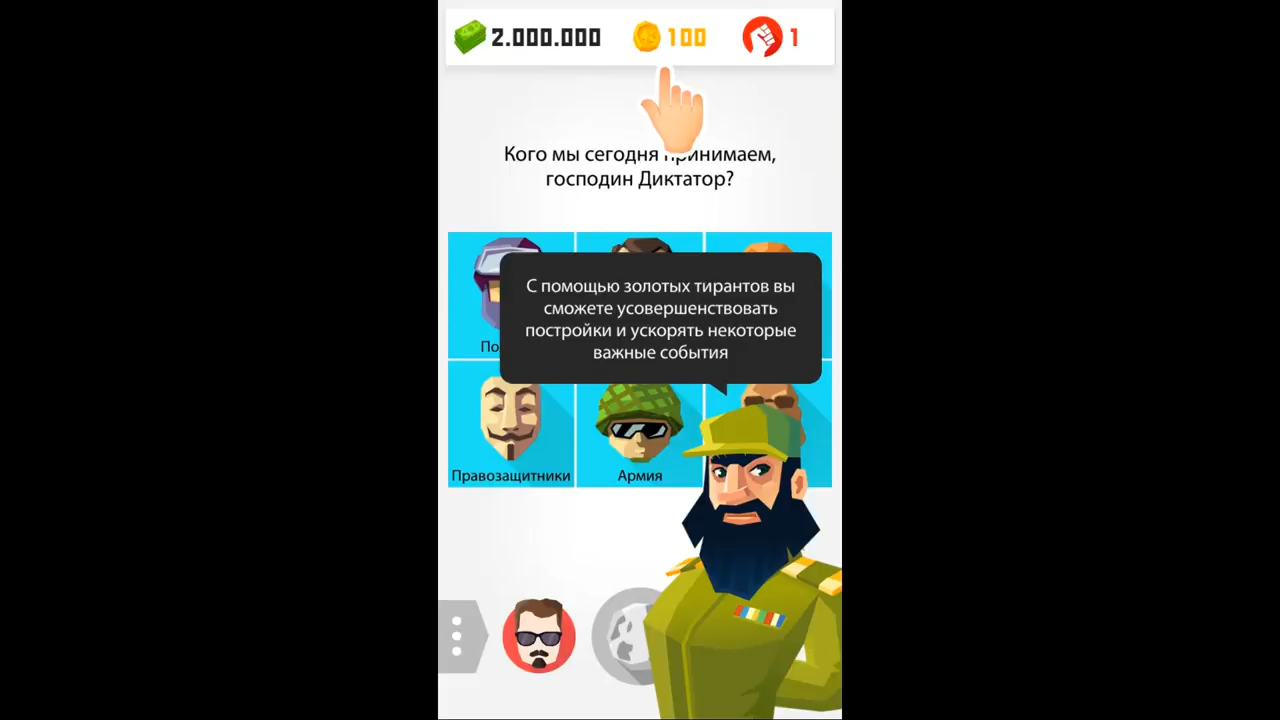 2.000.000 100 1
Кого мы сегодня принимаем,
господин Диктатор?
С помощью золотых тирантов вы
сможете усовершенствовать
постройки и ускорять некоторые
важные события
Правозащитники
Армия